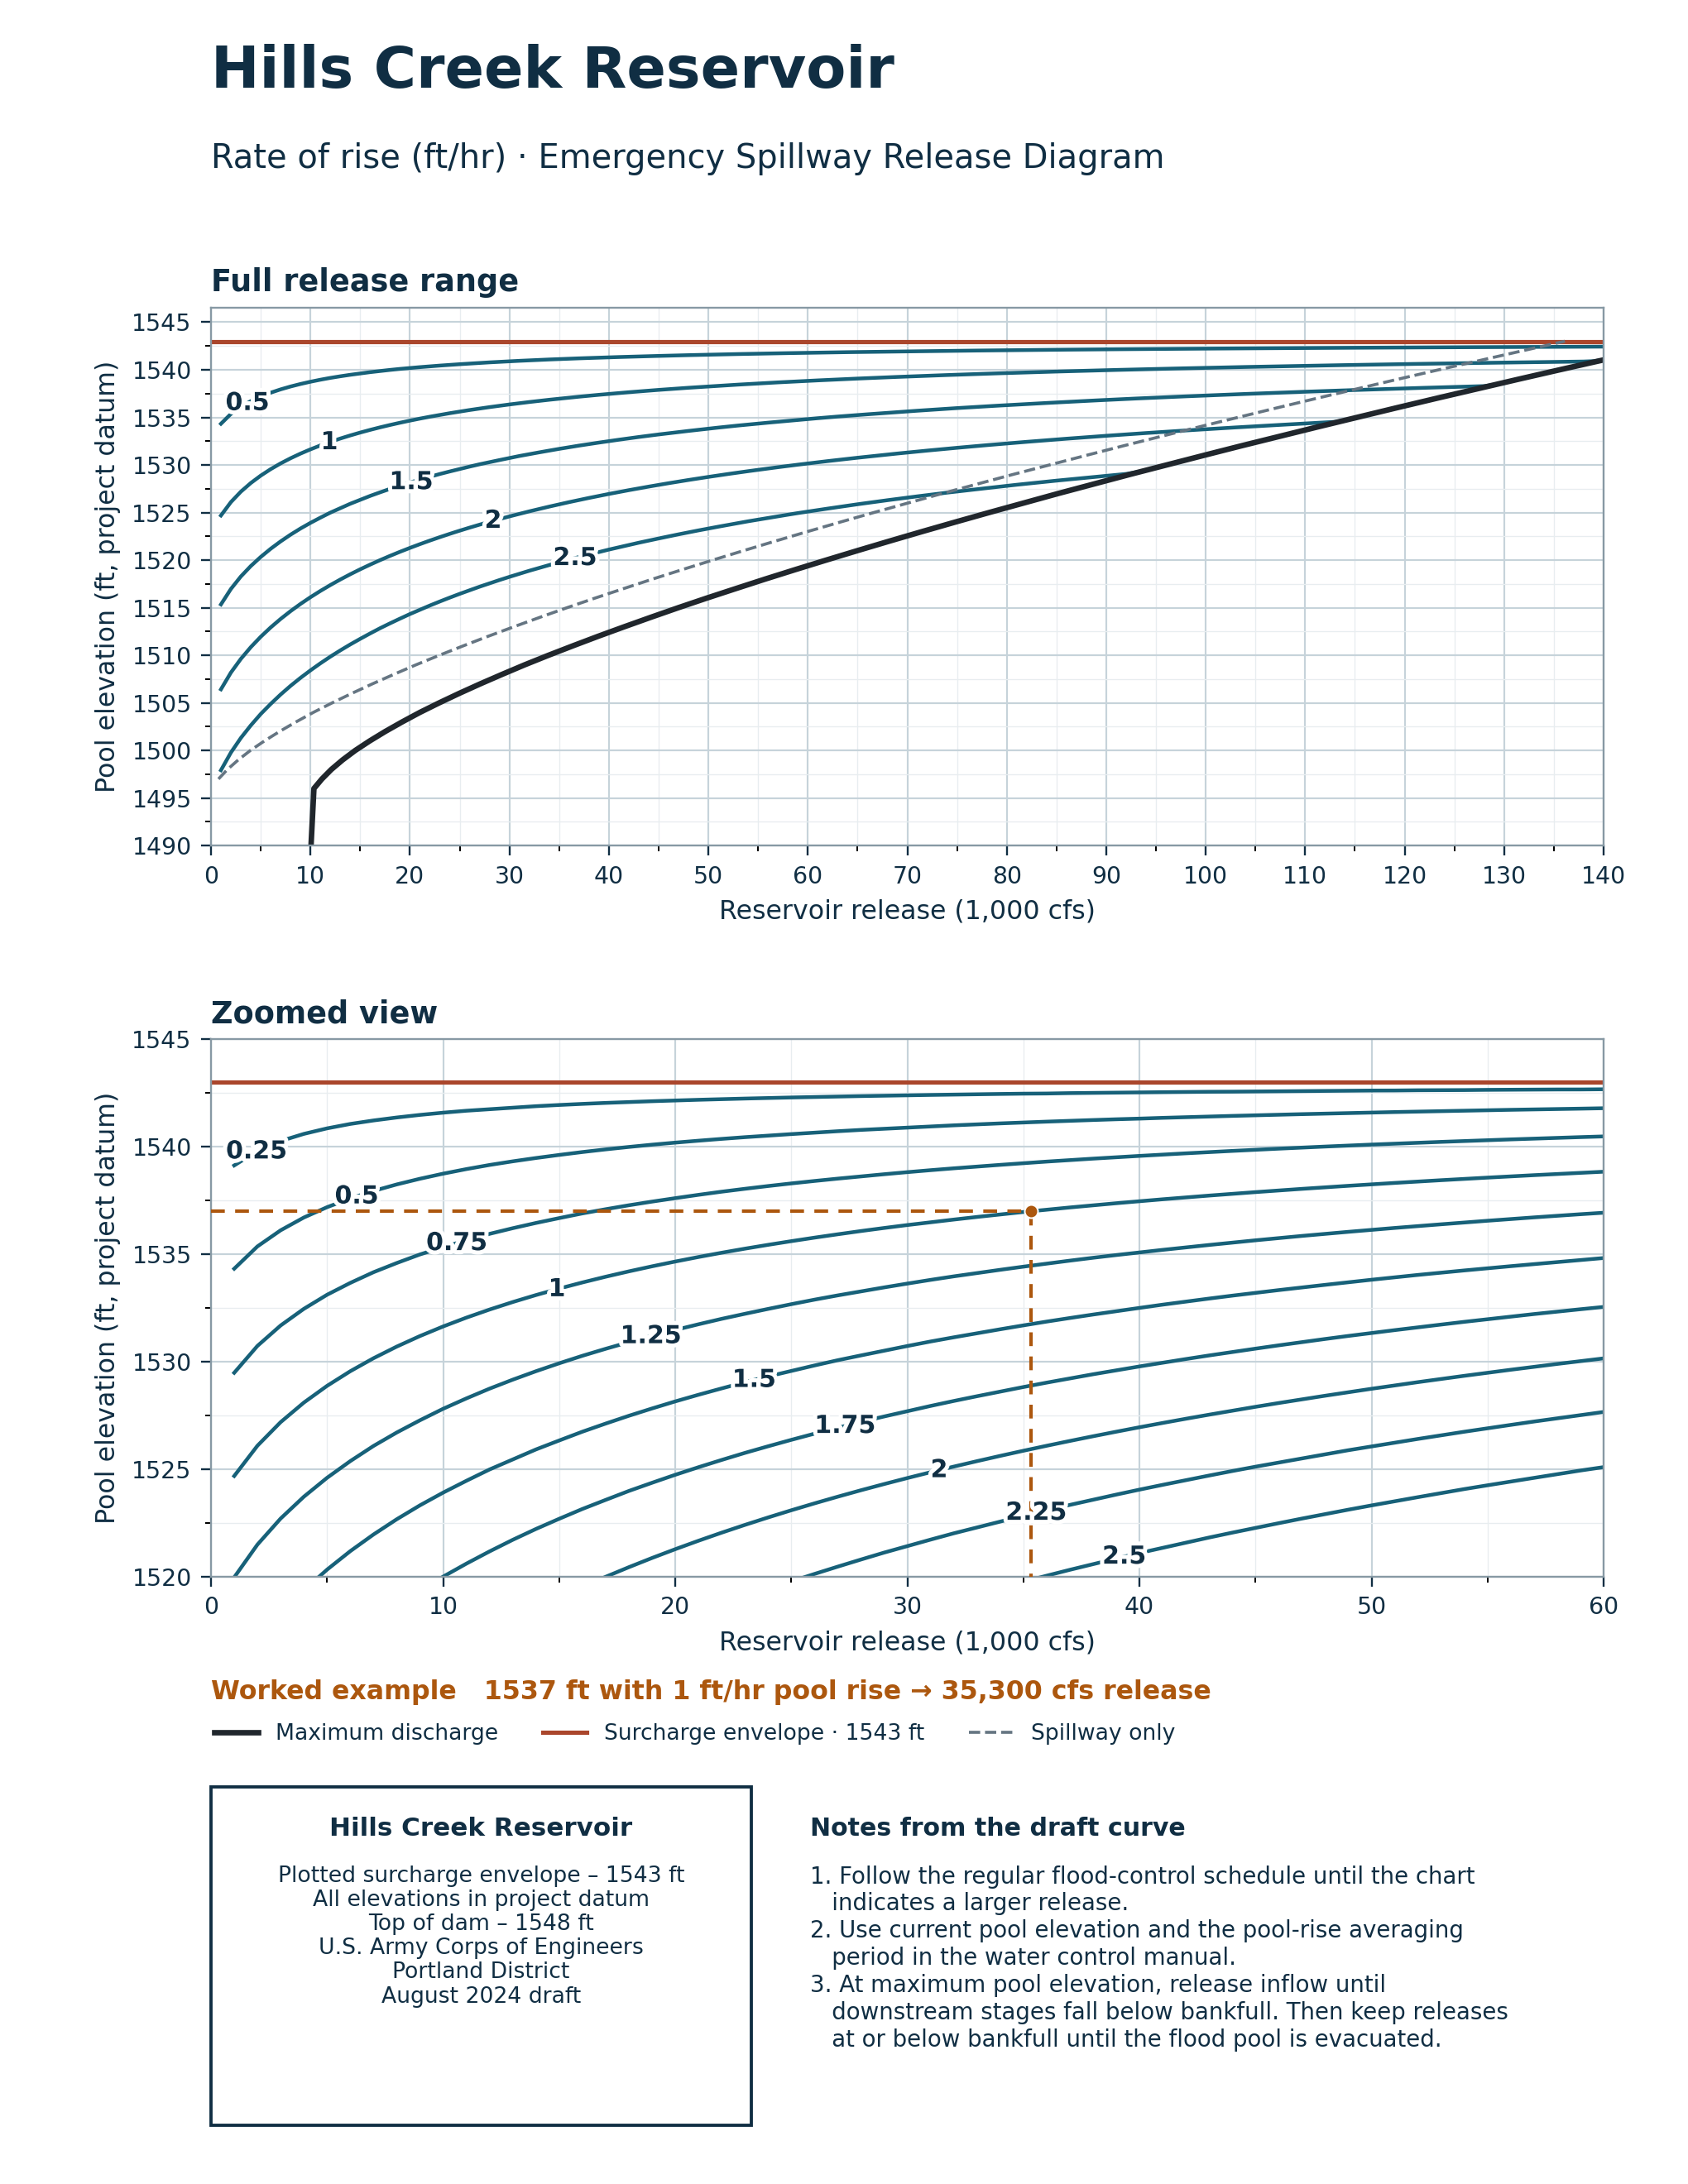 Hills Creek Reservoir
Rate of rise (ft/hr) · Emergency Spillway Release Diagram
Full release range
Pool elevation (ft, project datum)
1545
1540
1535
1530
1525
1520
1515
1510
1505
1500
1495
1490
0.5
1
1.5
2
2.5
0 10 20 30 40 50 60 70 80 90 100 110 120 130 140
Reservoir release (1,000 cfs)
Zoomed view
Pool elevation (ft, project datum)
1545
1540
1535
1530
1525
1520
0.25
0.5
0.75
1
1.25
1.5
1.75
2
2.25
2.5
0 10 20 30 40 50 60
Reservoir release (1,000 cfs)
Worked example 1537 ft with 1 ft/hr pool rise → 35,300 cfs release
Maximum discharge Surcharge envelope · 1543 ft Spillway only
Hills Creek Reservoir
Plotted surcharge envelope – 1543 ft
All elevations in project datum
Top of dam – 1548 ft
U.S. Army Corps of Engineers
Portland District
August 2024 draft
Notes from the draft curve
1. Follow the regular flood-control schedule until the chart
indicates a larger release.
2. Use current pool elevation and the pool-rise averaging
period in the water control manual.
3. At maximum pool elevation, release inflow until
downstream stages fall below bankfull. Then keep releases
at or below bankfull until the flood pool is evacuated.